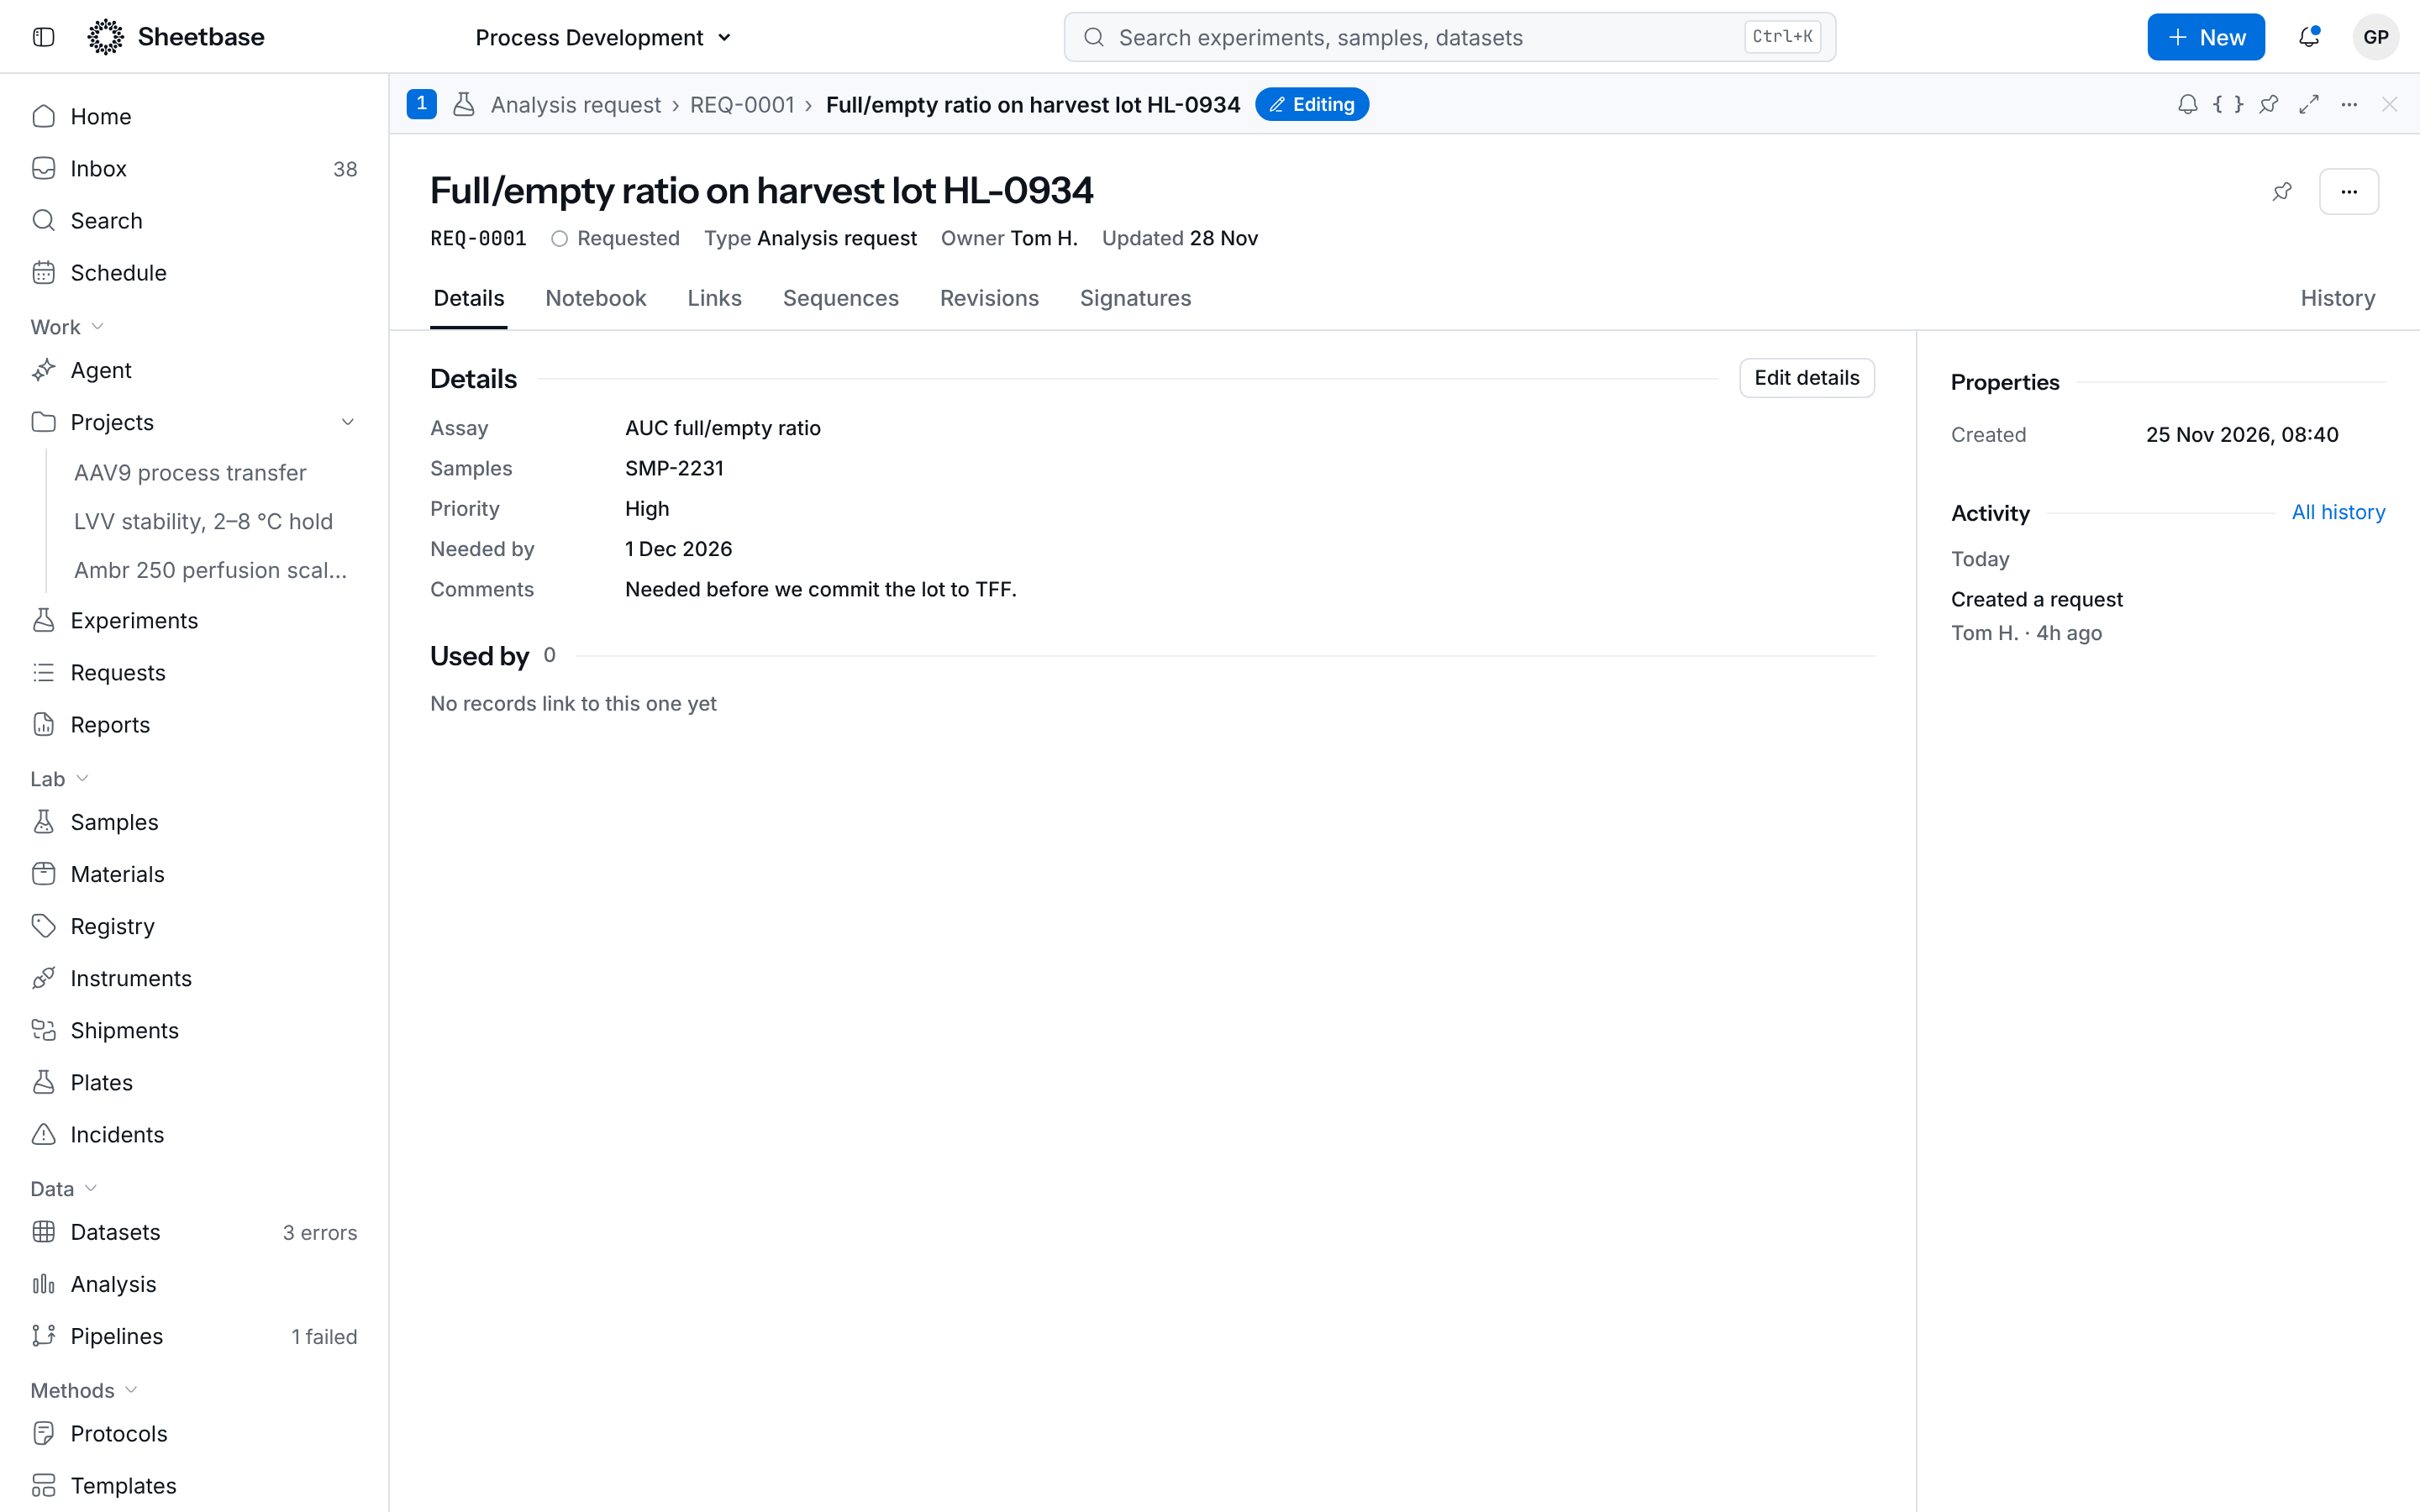 Sheetbase
Process Development
Search experiments, samples, datasets
Ctrl+K
New
GP
Home
Inbox 38
Search
Schedule
Work
Agent
Projects
AAV9 process transfer
LVV stability, 2–8 °C hold
Ambr 250 perfusion scal...
Experiments
Requests
Reports
Lab
Samples
Materials
Registry
Instruments
Shipments
Plates
Incidents
Data
Datasets 3 errors
Analysis
Pipelines 1 failed
Methods
Protocols
Templates
1 Analysis request › REQ-0001 › Full/empty ratio on harvest lot HL-0934 Editing
Full/empty ratio on harvest lot HL-0934
REQ-0001 Requested Type Analysis request Owner Tom H. Updated 28 Nov
Details Notebook Links Sequences Revisions Signatures History
Details Edit details
Assay AUC full/empty ratio
Samples SMP-2231
Priority High
Needed by 1 Dec 2026
Comments Needed before we commit the lot to TFF.
Used by 0
No records link to this one yet
Properties
Created 25 Nov 2026, 08:40
Activity All history
Today
Created a request
Tom H. · 4h ago